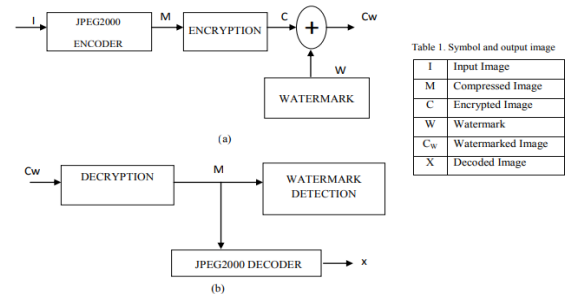 I
JPEG2000
ENCODER
M
ENCRYPTION
C
+
Cw
W
WATERMARK
(a)
Table 1. Symbol and output image
I Input Image
M Compressed Image
C Encrypted Image
W Watermark
CW Watermarked Image
X Decoded Image
Cw
DECRYPTION
M
WATERMARK
DETECTION
JPEG2000 DECODER
x
(b)